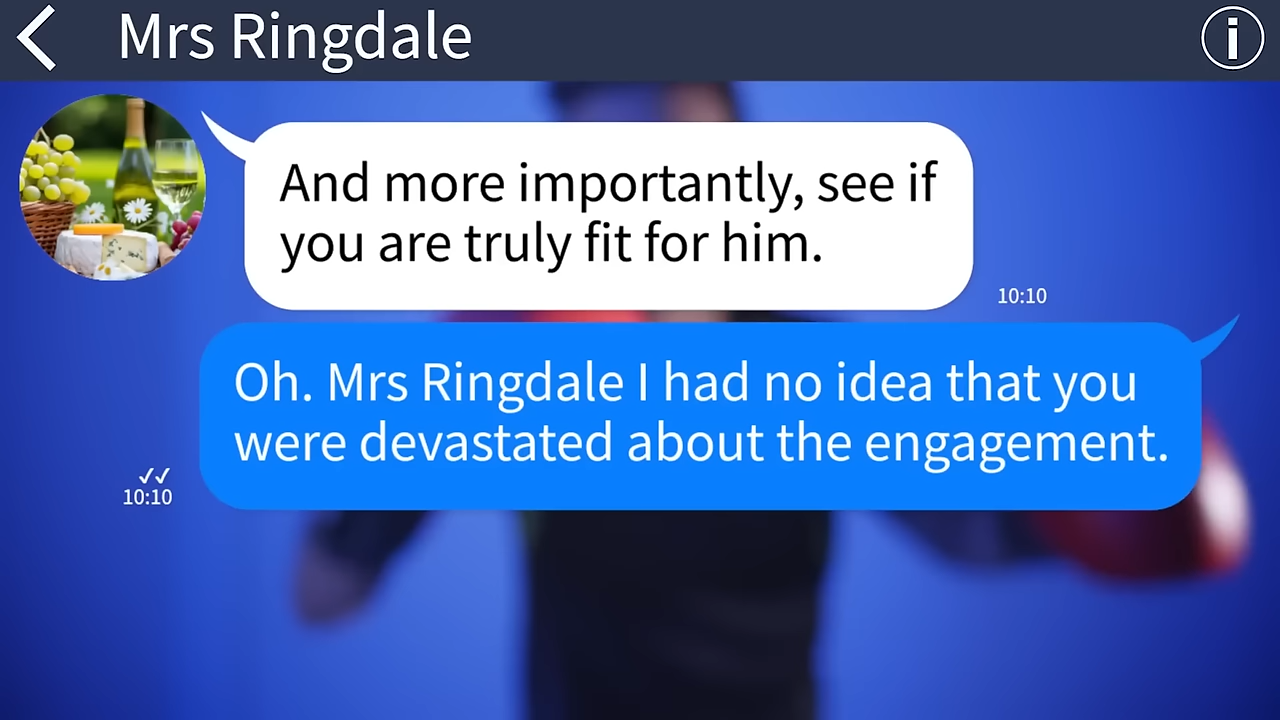 Mrs Ringdale
And more importantly, see if
you are truly fit for him.
10:10
Oh. Mrs Ringdale I had no idea that you
were devastated about the engagement.
10:10